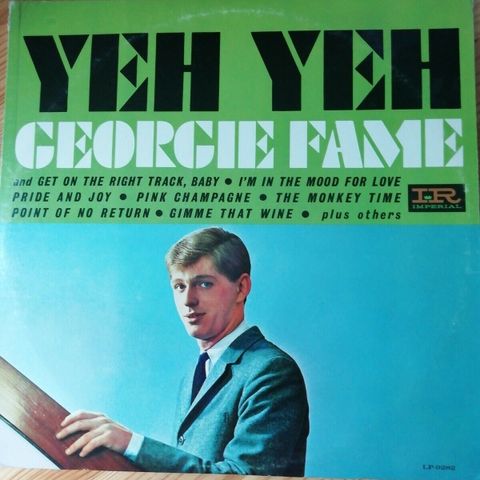 YEH YEH
GEORGIE FAME
and GET ON THE RIGHT TRACK, BABY • I'M IN THE MOOD FOR LOVE
PRIDE AND JOY • PINK CHAMPAGNE • THE MONKEY TIME
POINT OF NO RETURN • GIMME THAT WINE • plus others
IR
IMPERIAL
LP-9282